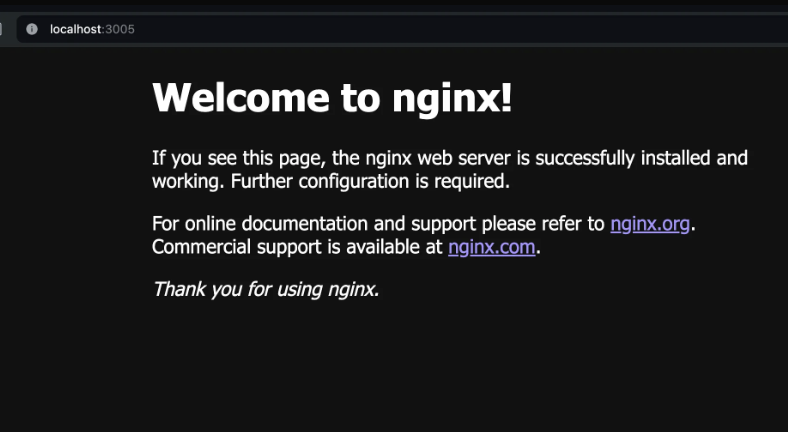 localhost:3005
Welcome to nginx!
If you see this page, the nginx web server is successfully installed and
working. Further configuration is required.
For online documentation and support please refer to nginx.org.
Commercial support is available at nginx.com.
Thank you for using nginx.